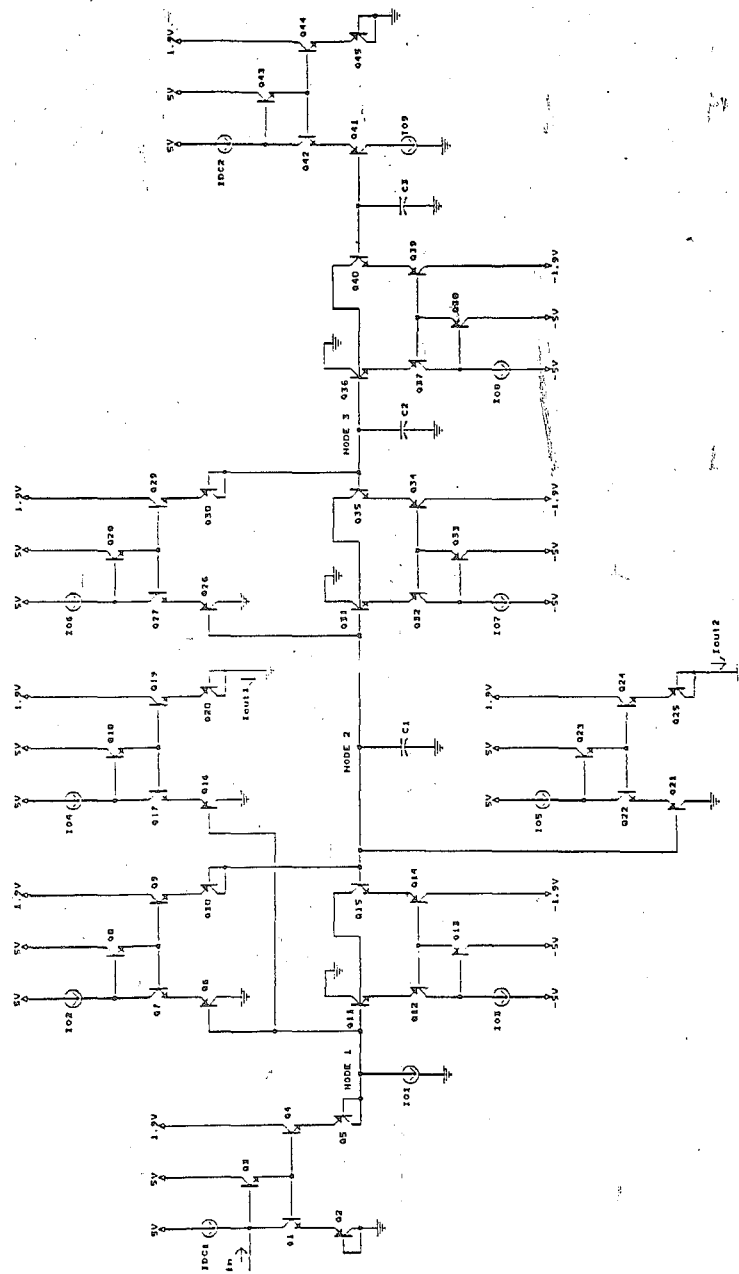 5V
5V
1.9V
IDC1
in
Q3
Q1
Q2
Q4
Q5
NODE 1
IO1
5V
5V
1.9V
IO2
Q8
Q7
Q6
Q9
Q10
Q11
Q12
IO3
Q13
Q14
Q15
-5V
-5V
-1.9V
5V
5V
1.9V
IO4
Q18
Q17
Q16
Q19
Q20
Iout1
NODE 2
C1
5V
5V
1.9V
IO5
Q23
Q22
Q21
Q24
Q25
Iout2
5V
5V
1.9V
IO6
Q28
Q27
Q26
Q29
Q30
Q31
Q32
IO7
Q33
Q34
Q35
-5V
-5V
-1.9V
NODE 3
C2
Q36
Q37
IO8
Q38
Q39
Q40
-5V
-5V
-1.9V
C3
5V
5V
1.9V
IDC2
Q43
Q42
Q41
IO9
Q44
Q45